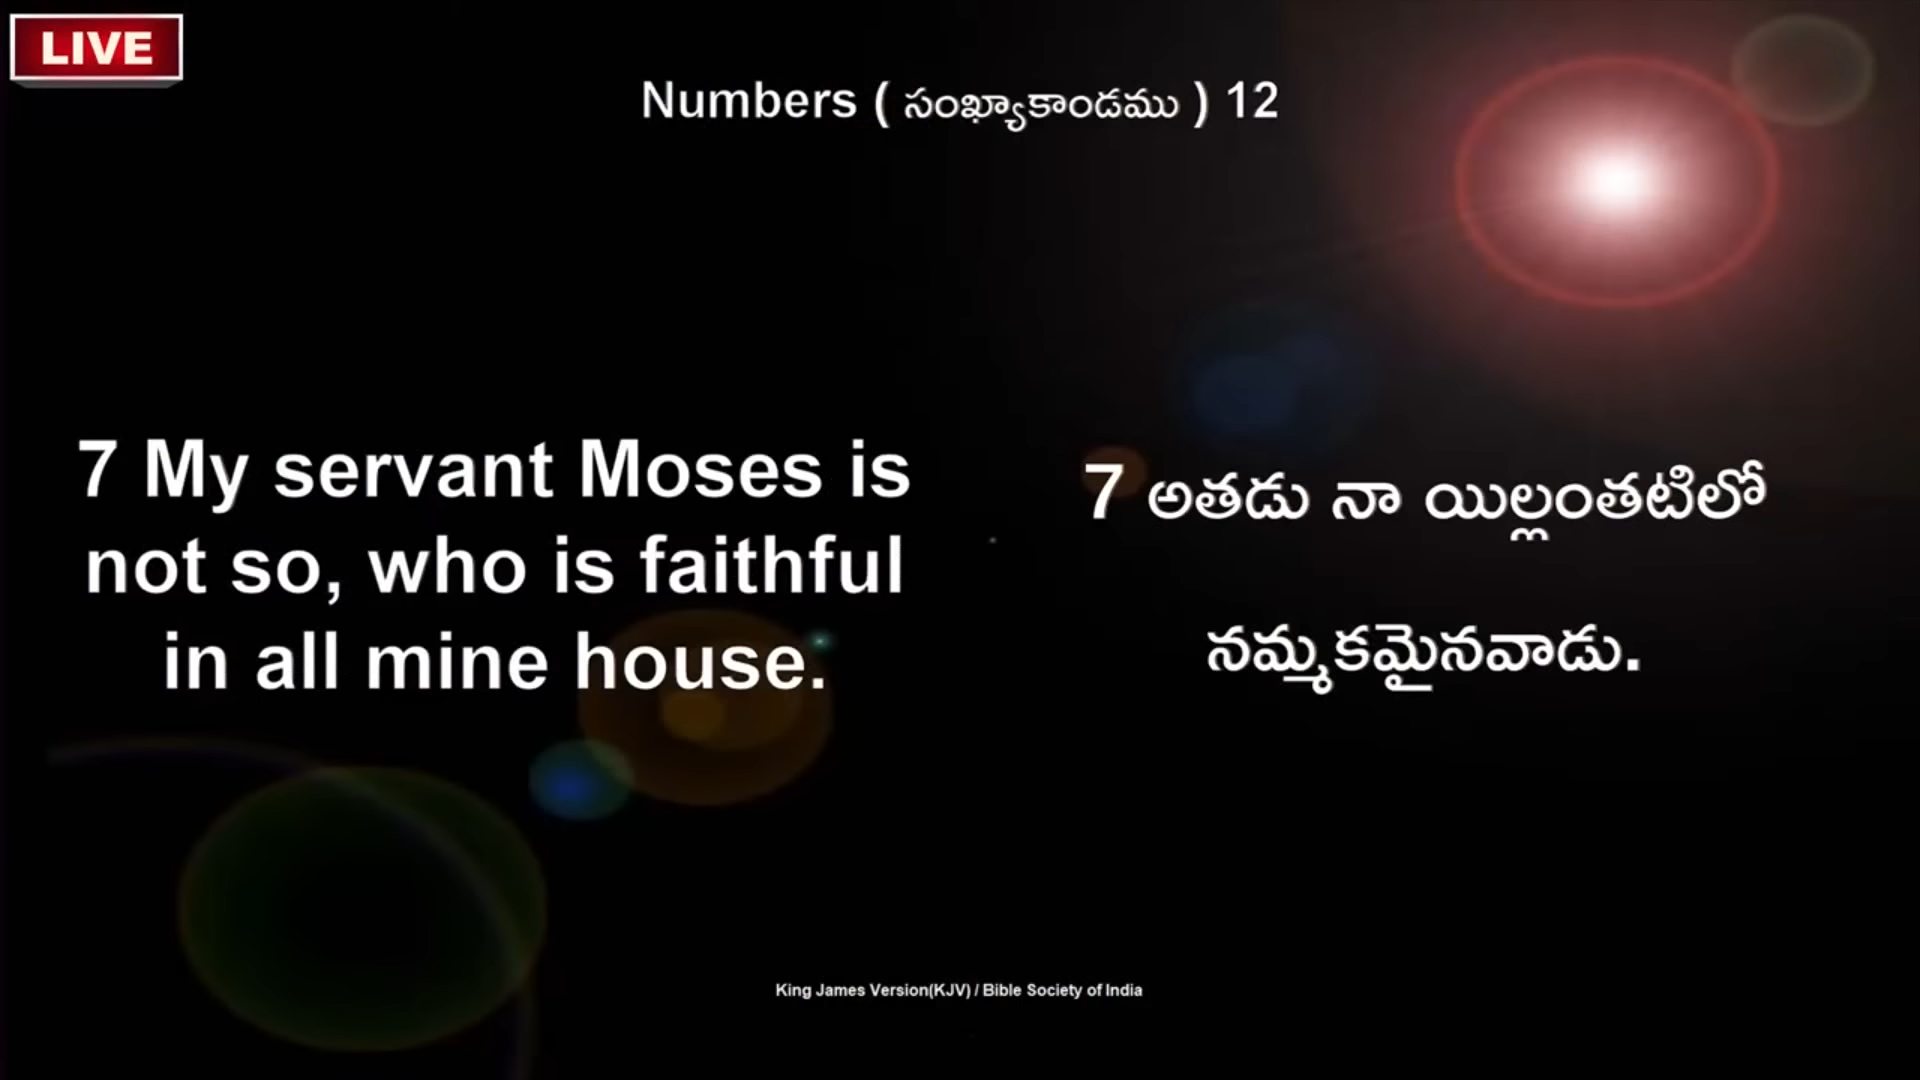 LIVE
Numbers ( సంఖ్యాకాండము ) 12
7 My servant Moses is
not so, who is faithful
in all mine house.
7 అతడు నా యిల్లంతటిలో
నమ్మకమైనవాడు.
King James Version(KJV) / Bible Society of India